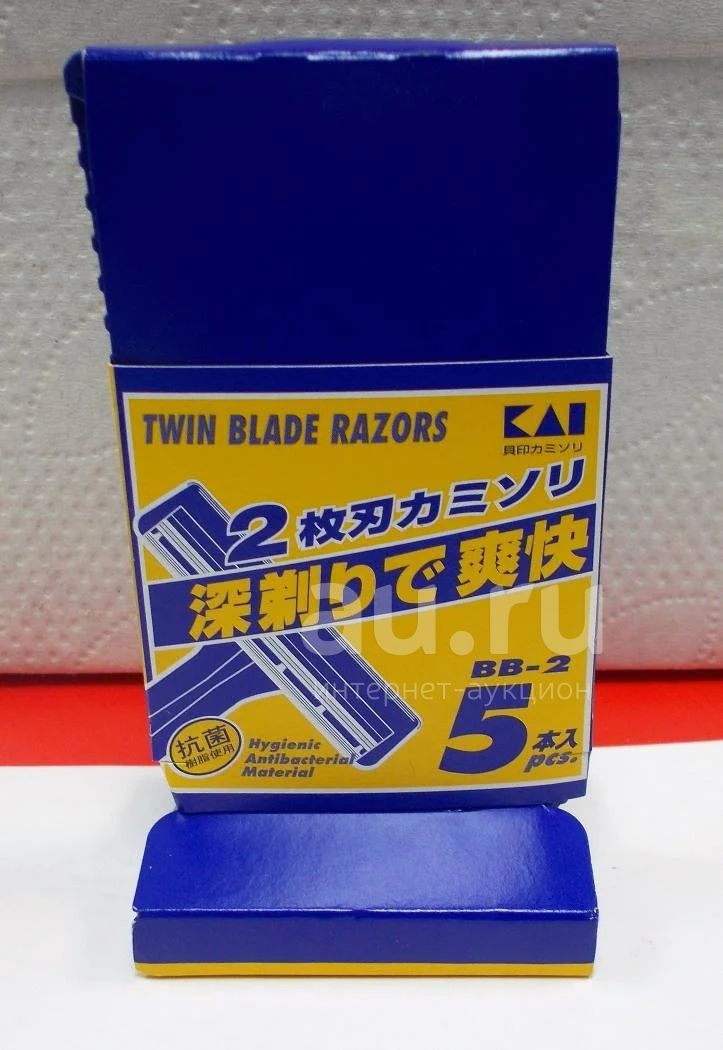 TWIN BLADE RAZORS
KAI
貝印カミソリ
2枚刃カミソリ
深剃りで爽快
au.ru
интернет-аукцион
BB-2
5本入
pcs.
抗菌
樹脂使用
Hygienic
Antibacterial
Material